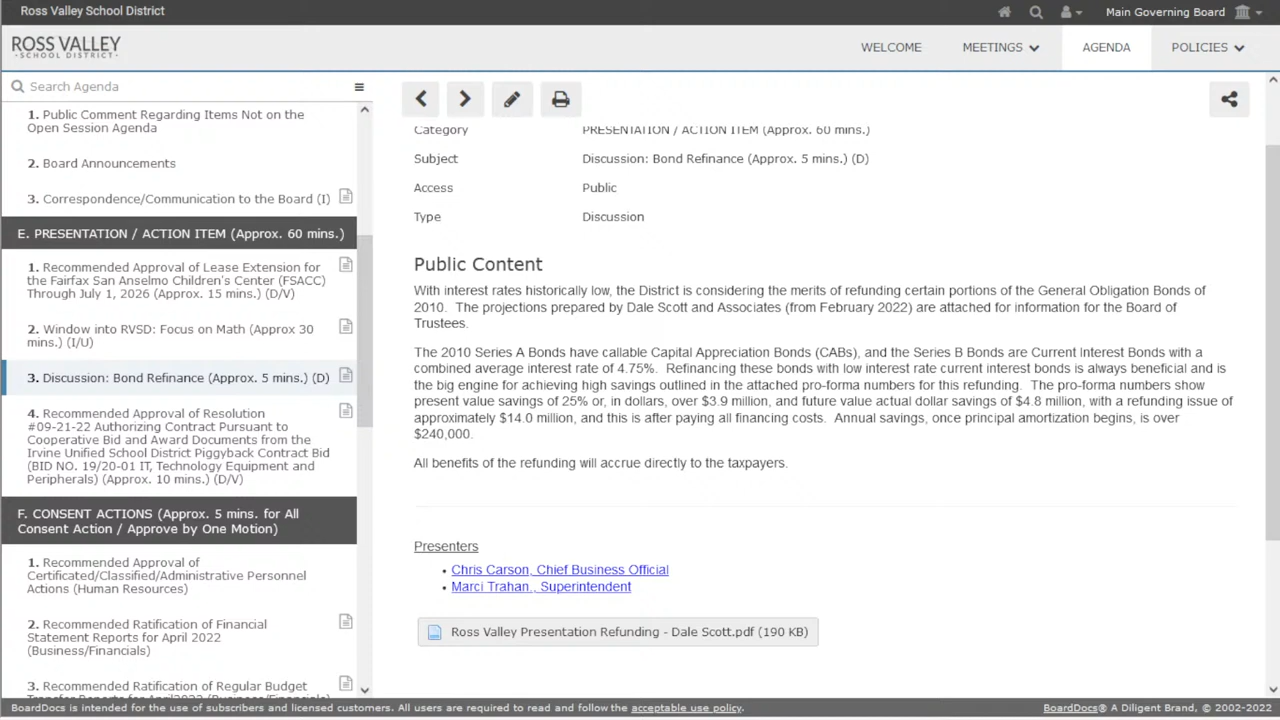 Ross Valley School District
Main Governing Board
ROSS VALLEY
-SCHOOL DISTRICT-
WELCOME
MEETINGS
AGENDA
POLICIES
Search Agenda
1. Public Comment Regarding Items Not on the
Open Session Agenda
2. Board Announcements
3. Correspondence/Communication to the Board (I)
E. PRESENTATION / ACTION ITEM (Approx. 60 mins.)
1. Recommended Approval of Lease Extension for
the Fairfax San Anselmo Children's Center (FSACC)
Through July 1, 2026 (Approx. 15 mins.) (D/V)
2. Window into RVSD: Focus on Math (Approx 30
mins.) (I/U)
3. Discussion: Bond Refinance (Approx. 5 mins.) (D)
4. Recommended Approval of Resolution
#09-21-22 Authorizing Contract Pursuant to
Cooperative Bid and Award Documents from the
Irvine Unified School District Piggyback Contract Bid
(BID NO. 19/20-01 IT, Technology Equipment and
Peripherals) (Approx. 10 mins.) (D/V)
F. CONSENT ACTIONS (Approx. 5 mins. for All
Consent Action / Approve by One Motion)
1. Recommended Approval of
Certificated/Classified/Administrative Personnel
Actions (Human Resources)
2. Recommended Ratification of Financial
Statement Reports for April 2022
(Business/Financials)
3. Recommended Ratification of Regular Budget
Transfer Reports for April2022 (Business/Financials)
Category PRESENTATION / ACTION ITEM (Approx. 60 mins.)
Subject Discussion: Bond Refinance (Approx. 5 mins.) (D)
Access Public
Type Discussion
Public Content
With interest rates historically low, the District is considering the merits of refunding certain portions of the General Obligation Bonds of
2010. The projections prepared by Dale Scott and Associates (from February 2022) are attached for information for the Board of
Trustees.
The 2010 Series A Bonds have callable Capital Appreciation Bonds (CABs), and the Series B Bonds are Current Interest Bonds with a
combined average interest rate of 4.75%. Refinancing these bonds with low interest rate current interest bonds is always beneficial and is
the big engine for achieving high savings outlined in the attached pro-forma numbers for this refunding. The pro-forma numbers show
present value savings of 25% or, in dollars, over $3.9 million, and future value actual dollar savings of $4.8 million, with a refunding issue of
approximately $14.0 million, and this is after paying all financing costs. Annual savings, once principal amortization begins, is over
$240,000.
All benefits of the refunding will accrue directly to the taxpayers.
Presenters
• Chris Carson, Chief Business Official
• Marci Trahan., Superintendent
Ross Valley Presentation Refunding - Dale Scott.pdf (190 KB)
BoardDocs is intended for the use of subscribers and licensed customers. All users are required to read and follow the acceptable use policy.
BoardDocs® A Diligent Brand, © 2002-2022